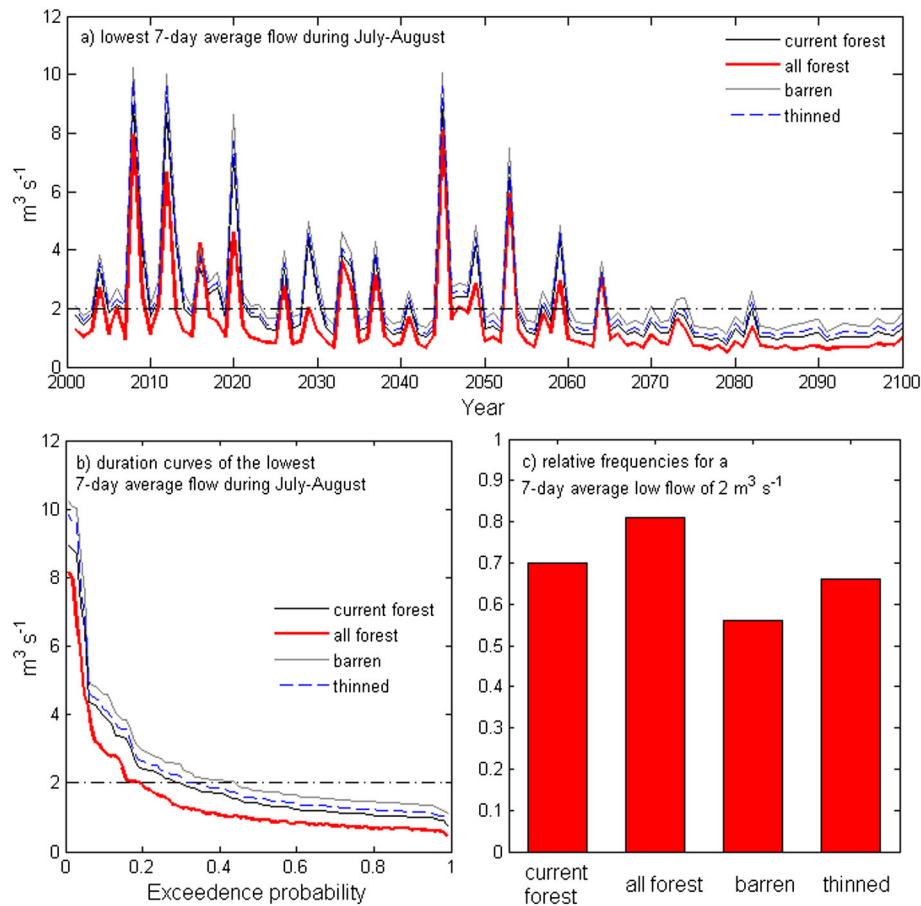 12
10
8
6
4
2
0
m³ s⁻¹
a) lowest 7-day average flow during July-August
current forest
all forest
barren
thinned
2000 2010 2020 2030 2040 2050 2060 2070 2080 2090 2100
Year
12
10
8
6
4
2
0
m³ s⁻¹
b) duration curves of the lowest
7-day average flow during July-August
current forest
all forest
barren
thinned
0 0.2 0.4 0.6 0.8 1
Exceedence probability
1
0.9
0.8
0.7
0.6
0.5
0.4
0.3
0.2
0.1
0
c) relative frequencies for a
7-day average low flow of 2 m³ s⁻¹
current
forest
all forest
barren
thinned